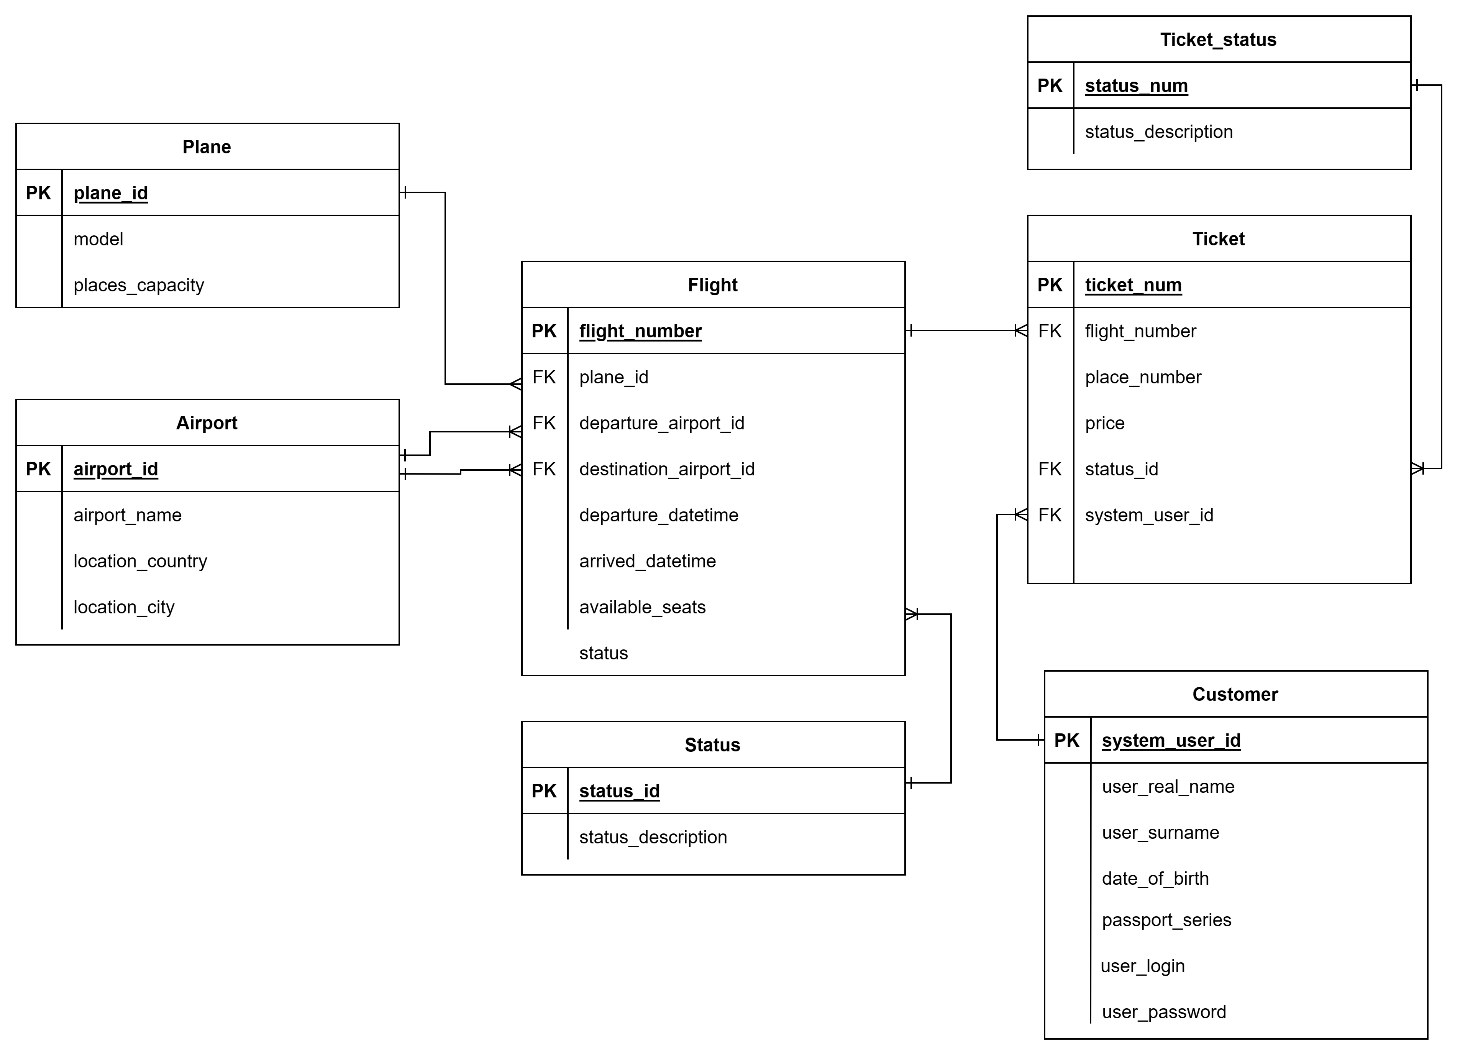 Ticket_status
PK status_num
status_description
Plane
PK plane_id
model
places_capacity
Airport
PK airport_id
airport_name
location_country
location_city
Flight
PK flight_number
FK plane_id
FK departure_airport_id
FK destination_airport_id
departure_datetime
arrived_datetime
available_seats
status
Status
PK status_id
status_description
Ticket
PK ticket_num
FK flight_number
place_number
price
FK status_id
FK system_user_id
Customer
PK system_user_id
user_real_name
user_surname
date_of_birth
passport_series
user_login
user_password